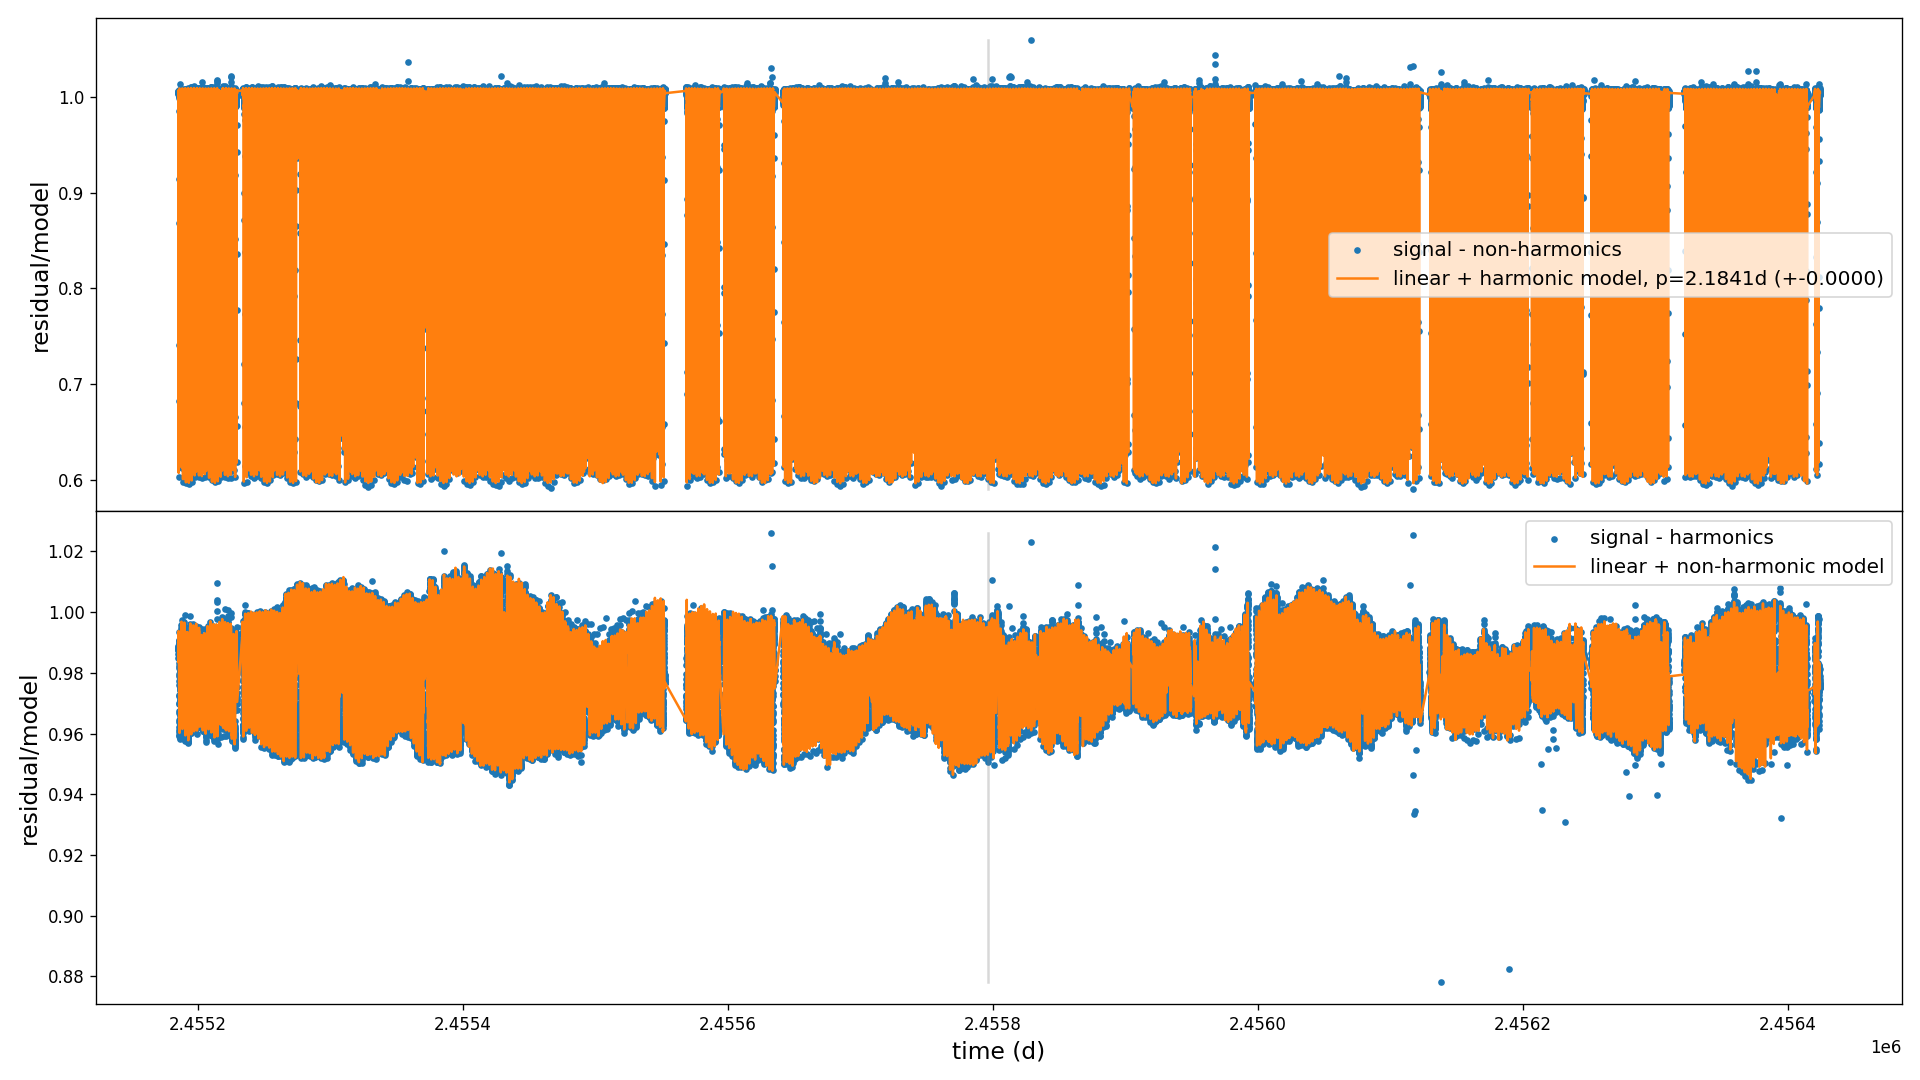 1.0
0.9
0.8
0.7
0.6
residual/model
signal - non-harmonics
linear + harmonic model, p=2.1841d (+-0.0000)
1.02
1.00
0.98
0.96
0.94
0.92
0.90
0.88
residual/model
signal - harmonics
linear + non-harmonic model
2.4552 2.4554 2.4556 2.4558 2.4560 2.4562 2.4564
1e6
time (d)